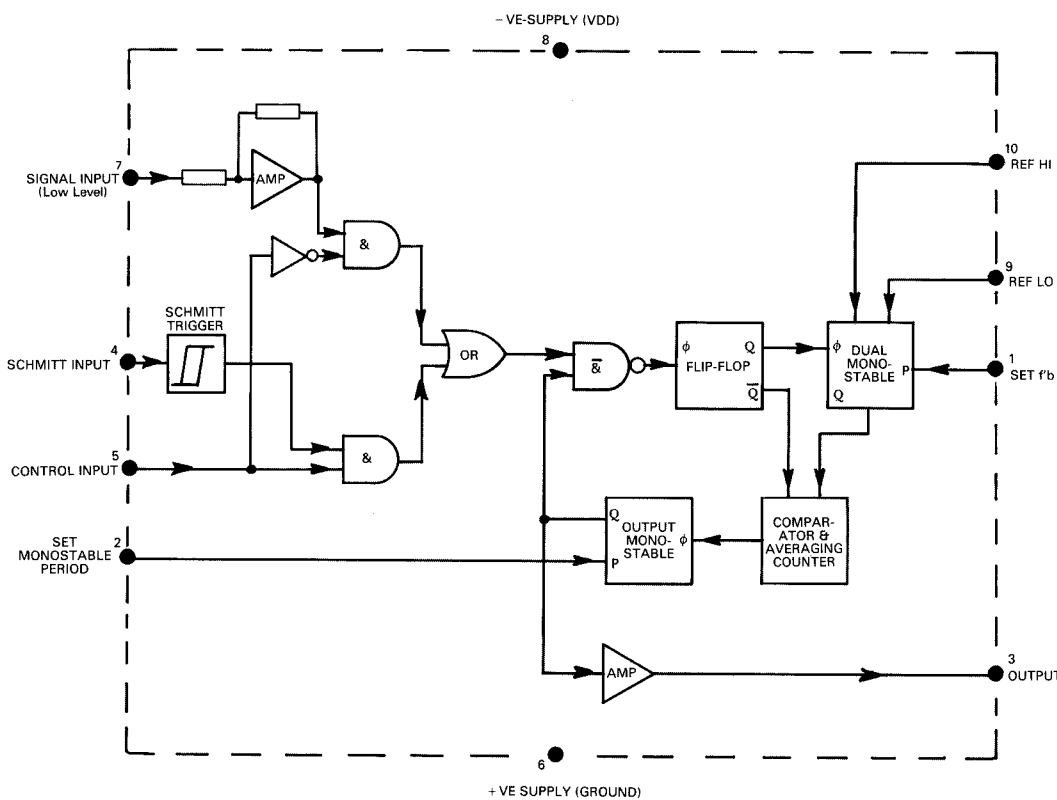 – VE-SUPPLY (VDD)
8
7
SIGNAL INPUT
(Low Level)
AMP
&
10
REF HI
9
REF LO
SCHMITT
TRIGGER
4
SCHMITT INPUT
OR
&
ϕ
Q
FLIP-FLOP
Q
ϕ
DUAL
MONO-
STABLE
P
Q
1
SET f'b
5
CONTROL INPUT
&
2
SET
MONOSTABLE
PERIOD
Q
OUTPUT
MONO-
STABLE
ϕ
P
COMPAR-
ATOR &
AVERAGING
COUNTER
AMP
3
OUTPUT
6
+ VE SUPPLY (GROUND)